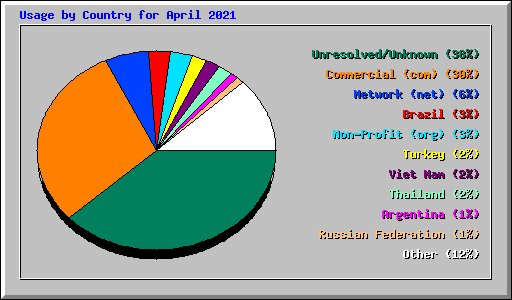 Usage by Country for April 2021
Unresolved/Unknown (38%)
Commercial (com) (30%)
Network (net) (6%)
Brazil (3%)
Non-Profit (org) (3%)
Turkey (2%)
Viet Nam (2%)
Thailand (2%)
Argentina (1%)
Russian Federation (1%)
Other (12%)